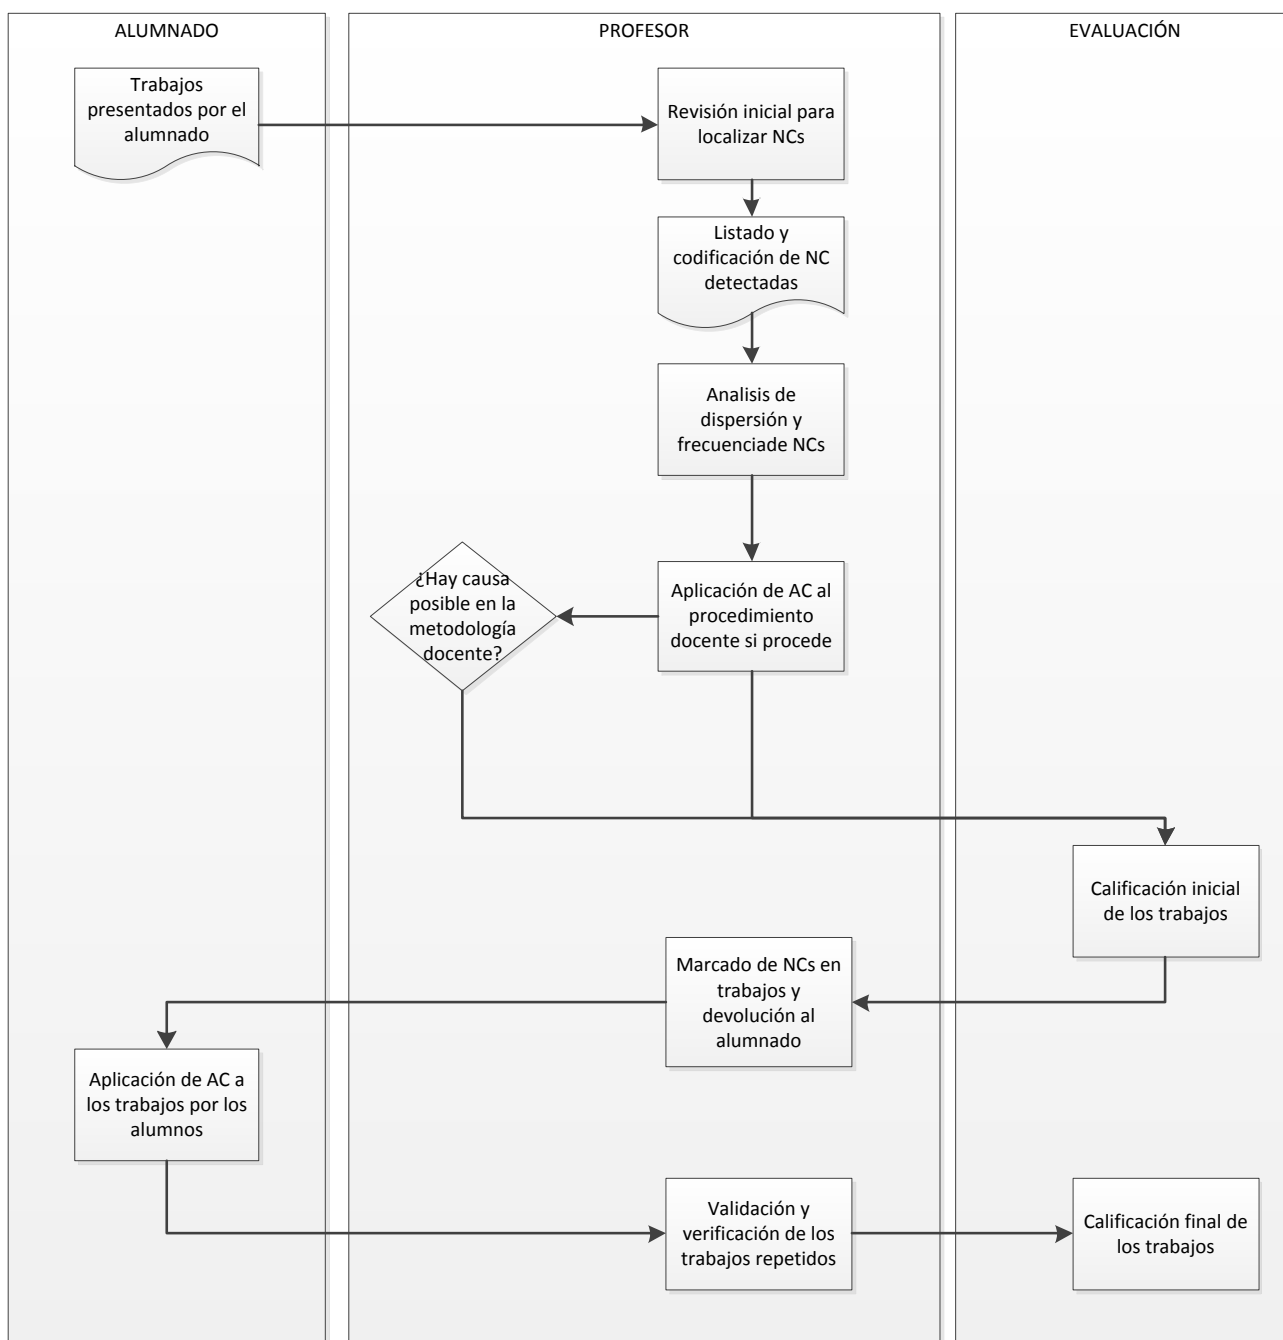 ALUMNADO
PROFESOR
EVALUACIÓN
Trabajos
presentados por el
alumnado
Revisión inicial para
localizar NCs
Listado y
codificación de NC
detectadas
Analisis de
dispersión y
frecuenciade NCs
¿Hay causa
posible en la
metodología
docente?
Aplicación de AC al
procedimiento
docente si procede
Calificación inicial
de los trabajos
Marcado de NCs en
trabajos y
devolución al
alumnado
Aplicación de AC a
los trabajos por los
alumnos
Validación y
verificación de los
trabajos repetidos
Calificación final de
los trabajos